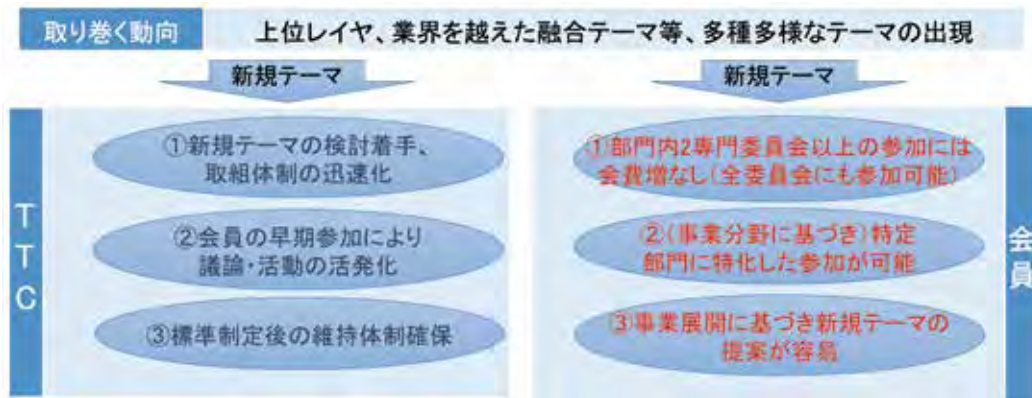 取り巻く動向
上位レイヤ、業界を越えた融合テーマ等、多種多様なテーマの出現
新規テーマ
新規テーマ
TTC
①新規テーマの検討着手、
取組体制の迅速化
②会員の早期参加により
議論・活動の活発化
③標準制定後の維持体制確保
①部門内2専門委員会以上の参加には
会費増なし(全委員会にも参加可能)
②(事業分野に基づき)特定
部門に特化した参加が可能
③事業展開に基づき新規テーマの
提案が容易
会員